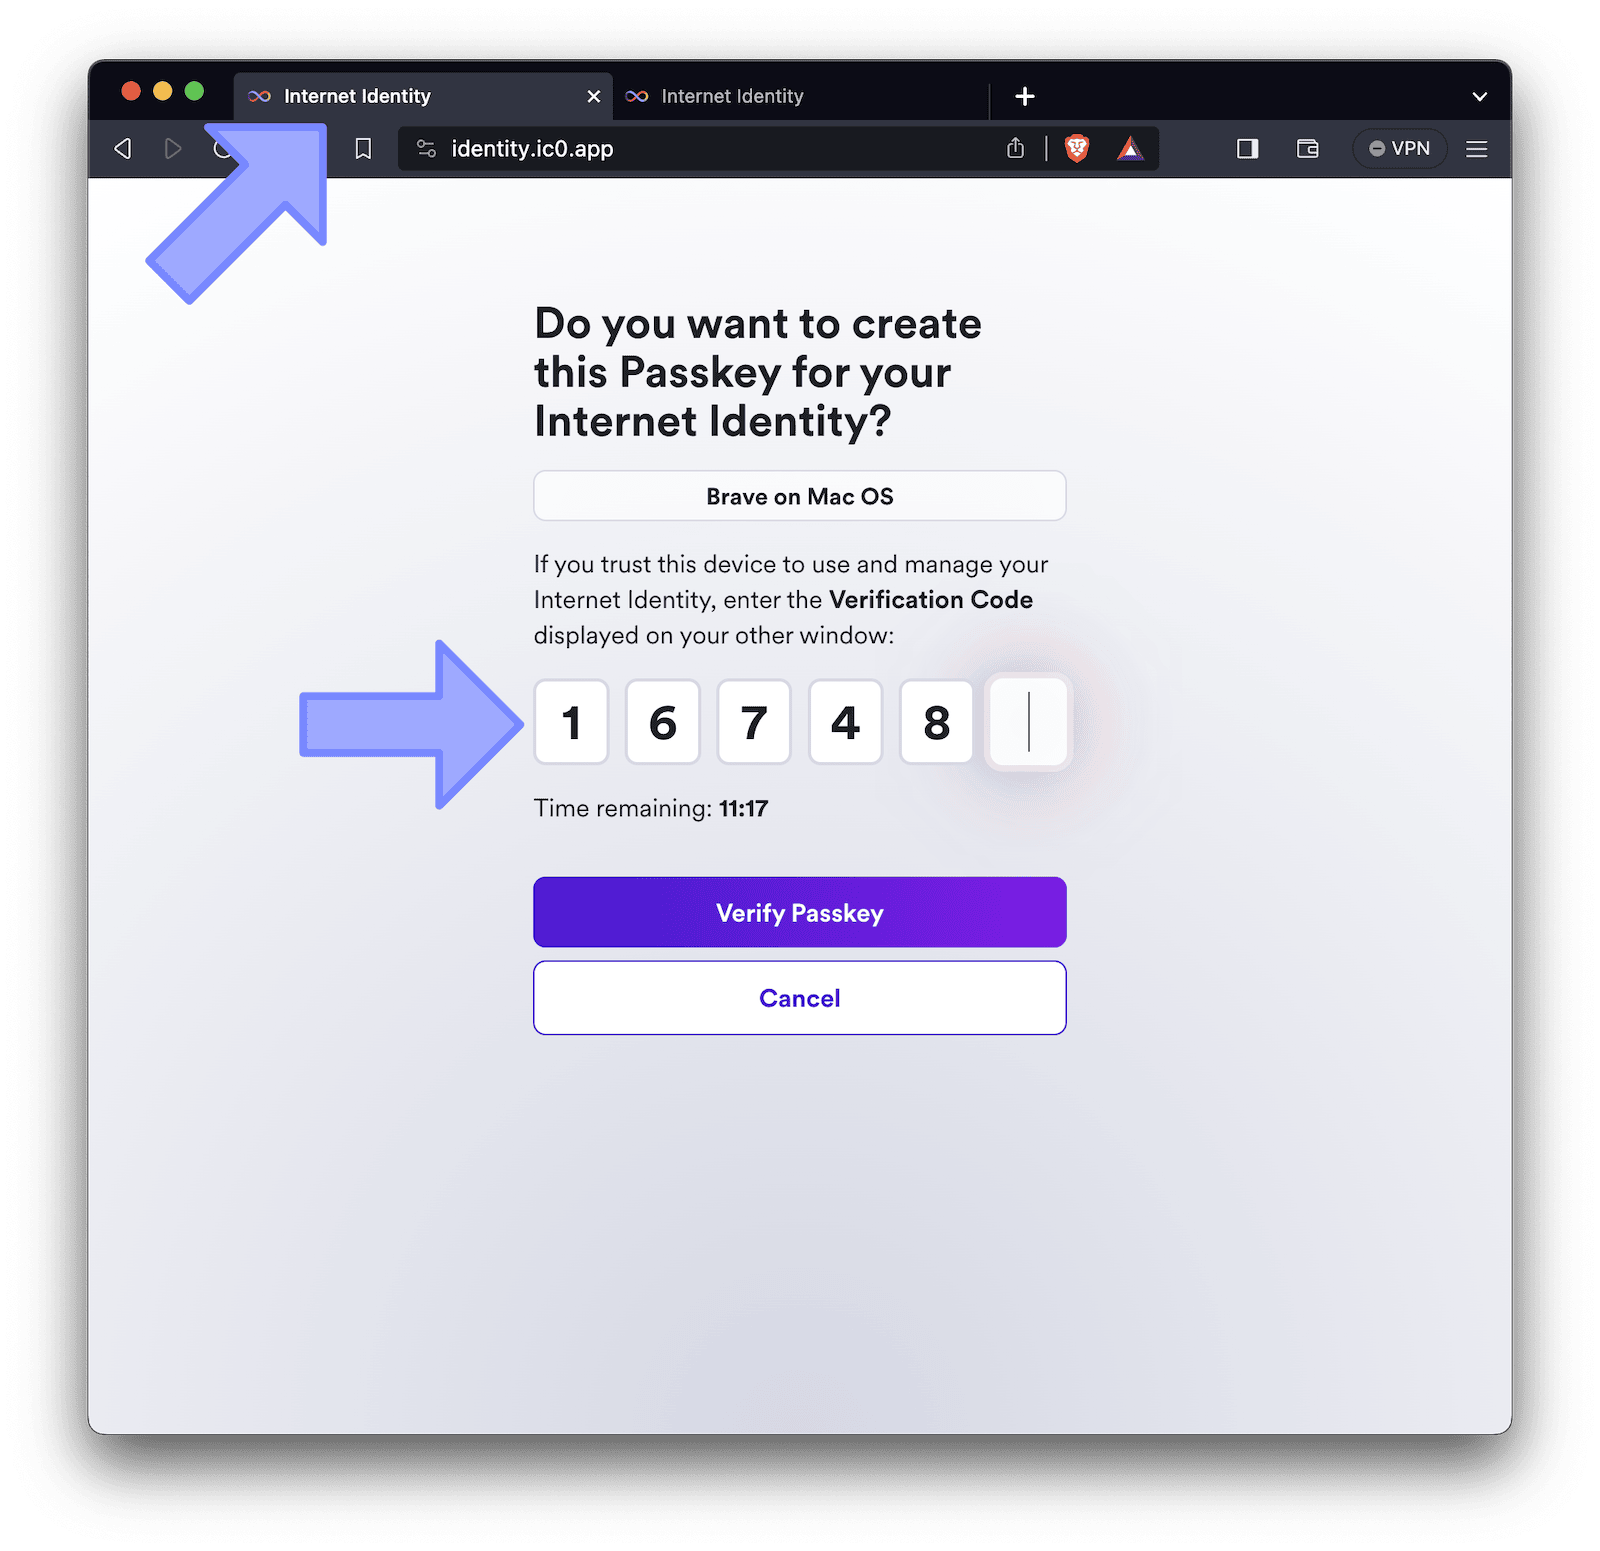 Internet Identity
Internet Identity
identity.ic0.app
VPN
Do you want to create
this Passkey for your
Internet Identity?
Brave on Mac OS
If you trust this device to use and manage your
Internet Identity, enter the Verification Code
displayed on your other window:
1 6 7 4 8
Time remaining: 11:17
Verify Passkey
Cancel